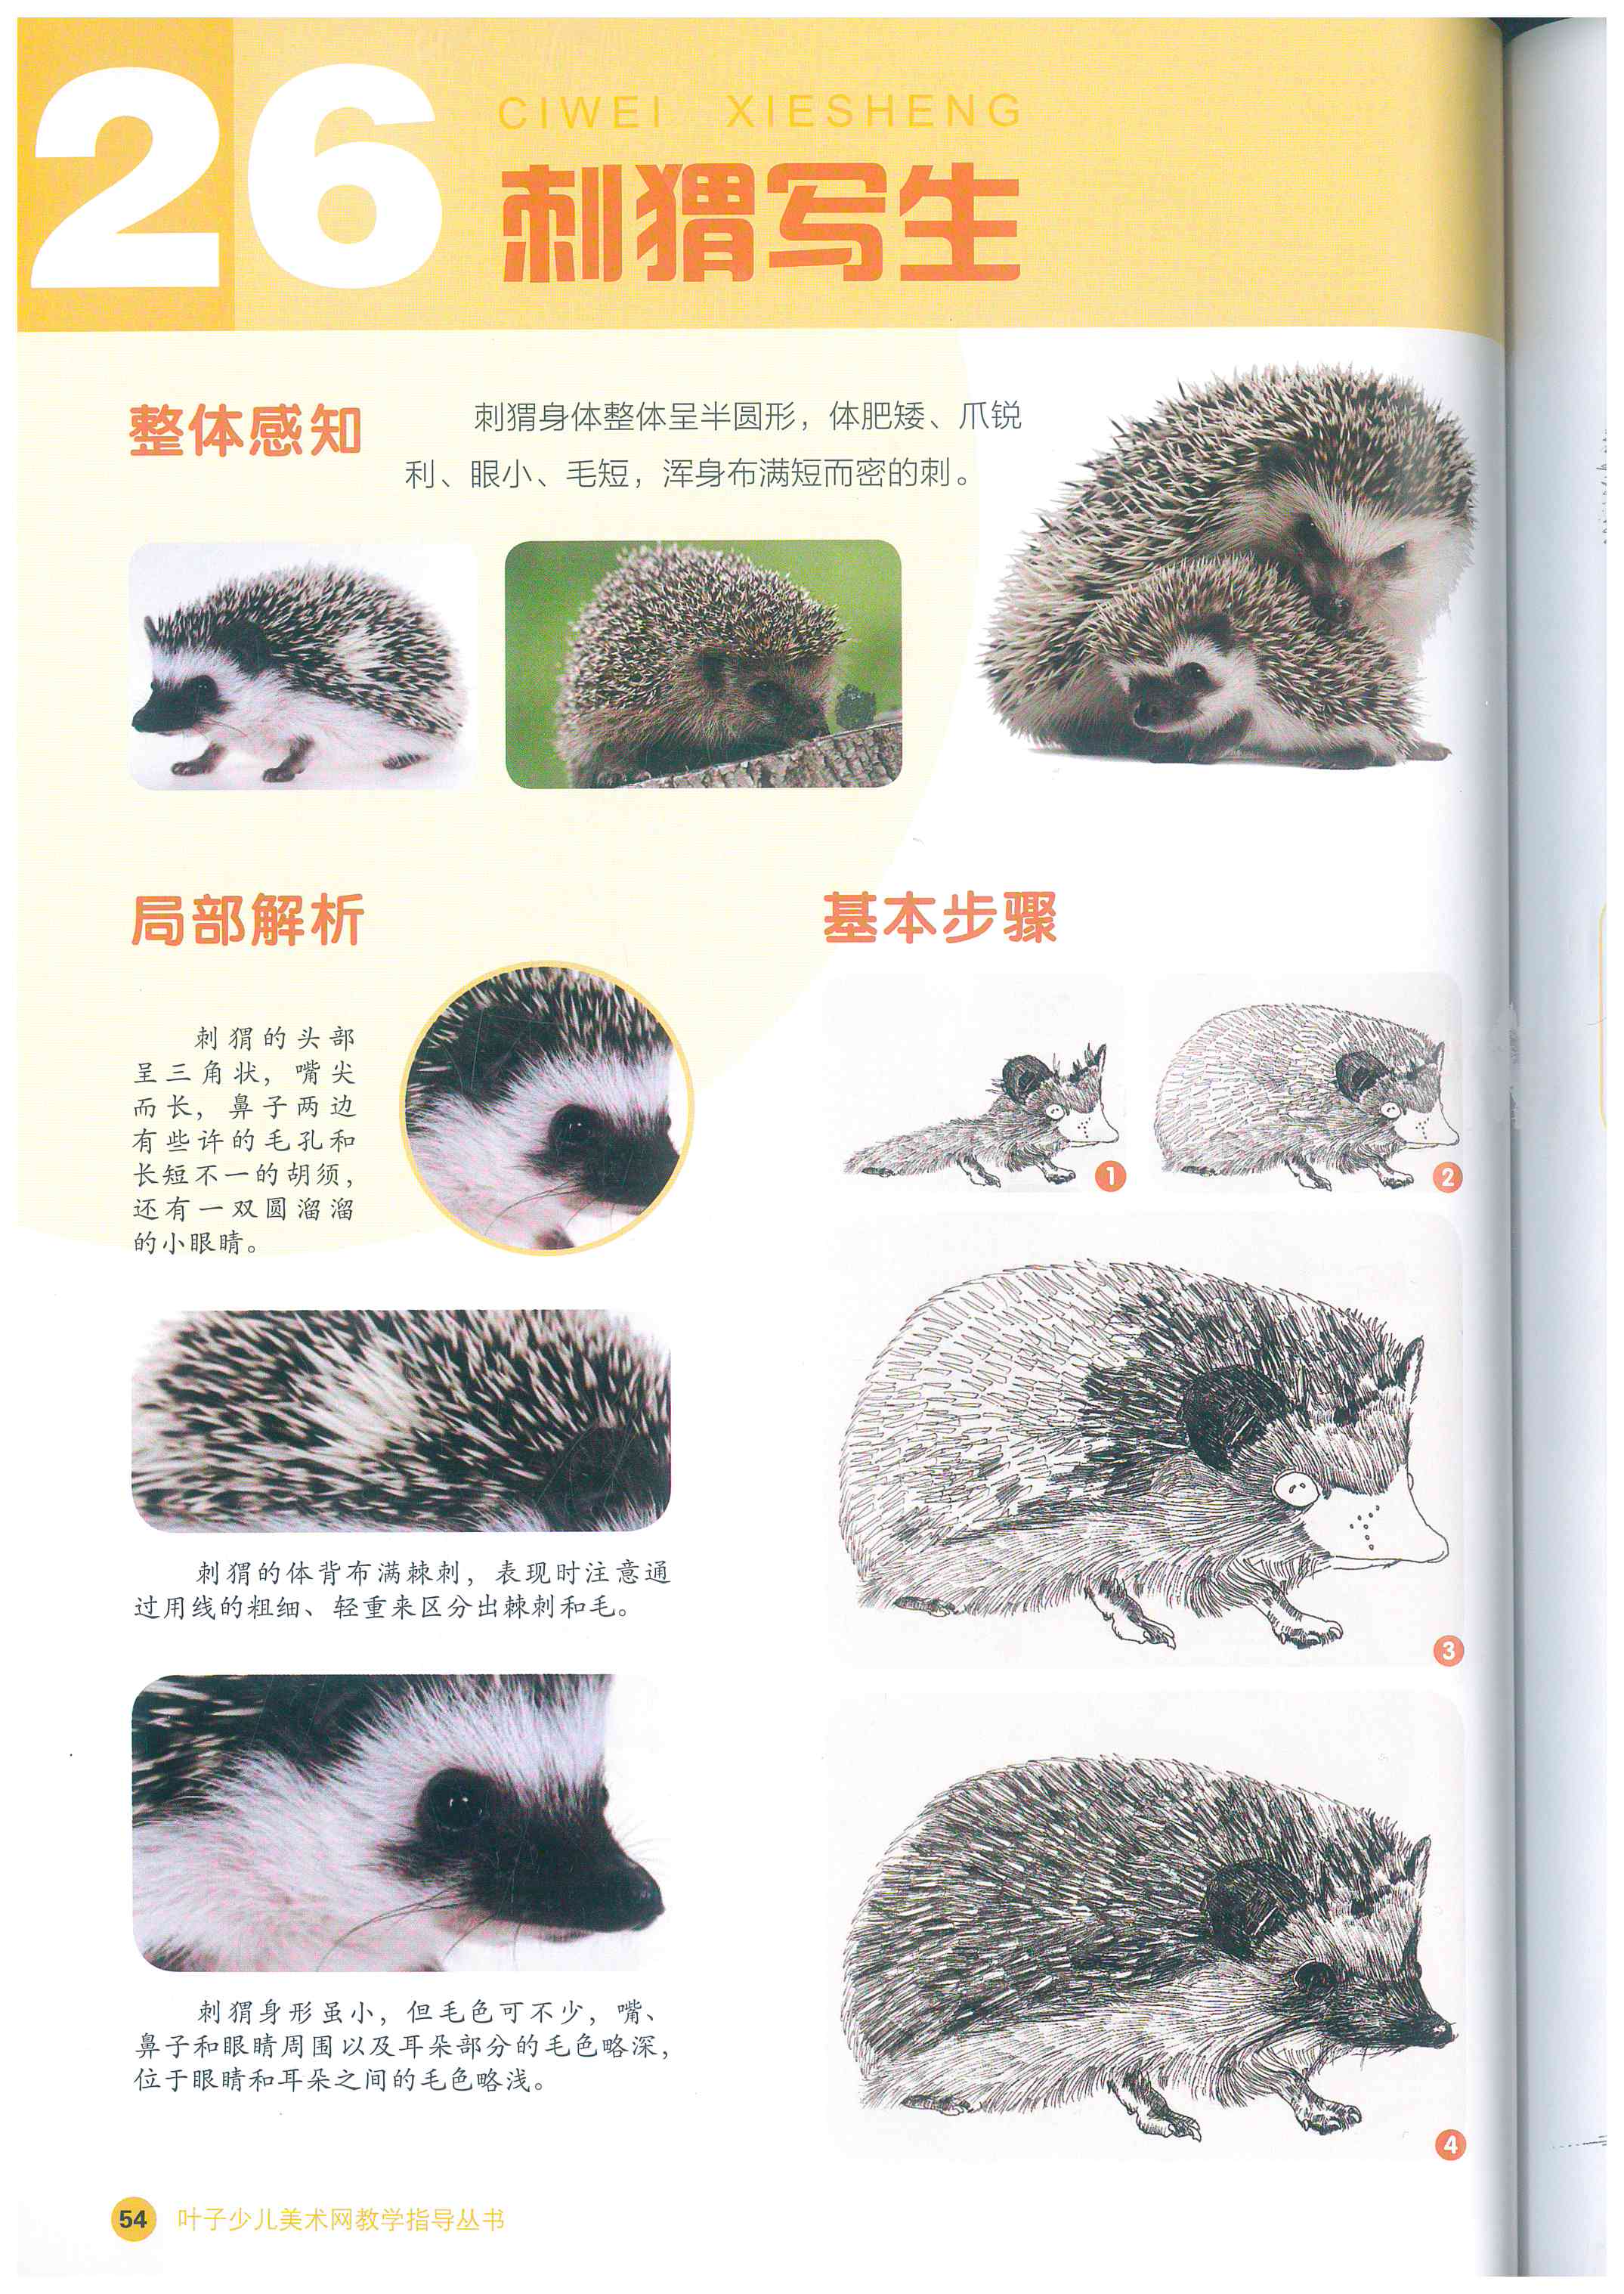 26
CIWEI XIESHENG
刺猬写生
整体感知
刺猬身体整体呈半圆形，体肥矮、爪锐
利、眼小、毛短，浑身布满短而密的刺。
局部解析
刺猬的头部
呈三角状，嘴尖
而长，鼻子两边
有些许的毛孔和
长短不一的胡须，
还有一双圆溜溜
的小眼睛。
刺猬的体背布满棘刺，表现时注意通
过用线的粗细、轻重来区分出棘刺和毛。
刺猬身形虽小，但毛色可不少，嘴、
鼻子和眼睛周围以及耳朵部分的毛色略深，
位于眼睛和耳朵之间的毛色略浅。
基本步骤
1
2
3
4
54 叶子少儿美术网教学指导丛书